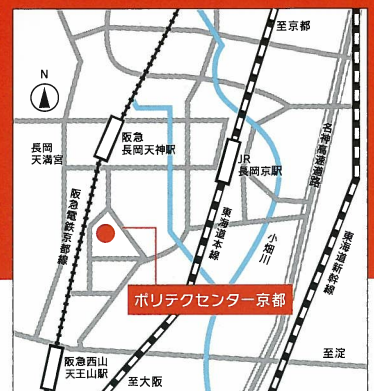 至京都
N
阪急
長岡天神駅
長岡
天満宮
JR
長岡京駅
名神高速道路
阪急電鉄京都線
東海道本線
小畑川
東海道新幹線
ポリテクセンター京都
至淀
阪急西山
天王山駅
至大阪